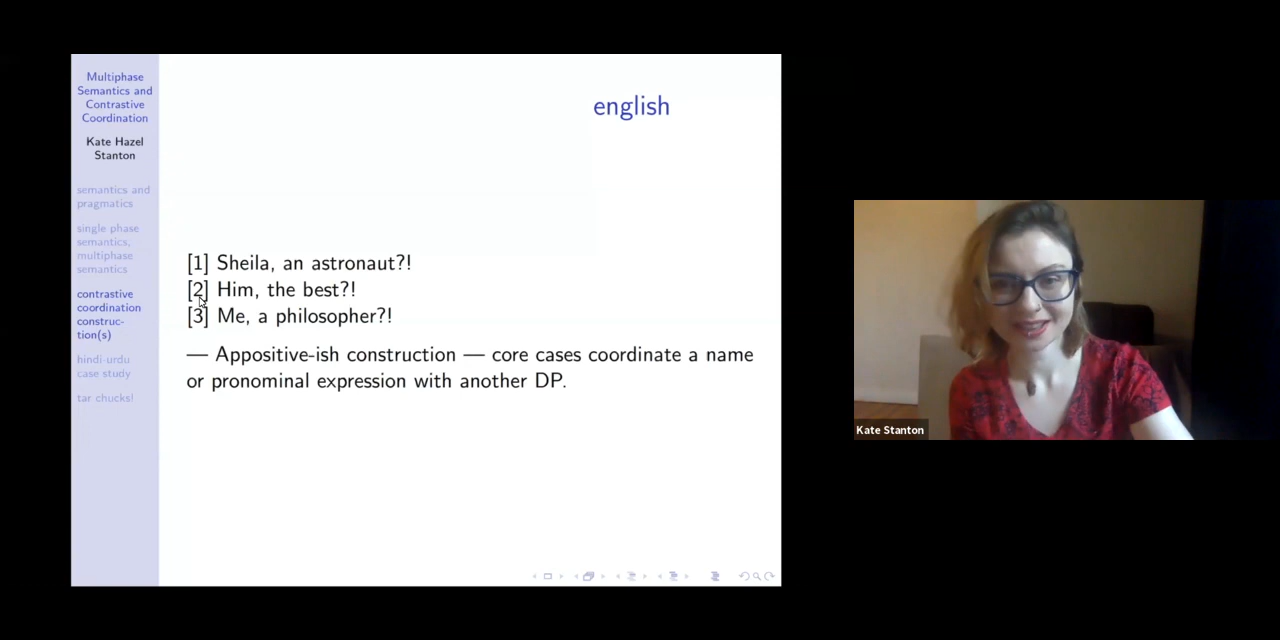 Multiphase
Semantics and
Contrastive
Coordination
Kate Hazel
Stanton
semantics and
pragmatics
single phase
semantics,
multiphase
semantics
contrastive
coordination
construc-
tion(s)
hindi-urdu
case study
tar chucks!
english
[1] Sheila, an astronaut?!
[2] Him, the best?!
[3] Me, a philosopher?!
— Appositive-ish construction — core cases coordinate a name
or pronominal expression with another DP.
Kate Stanton